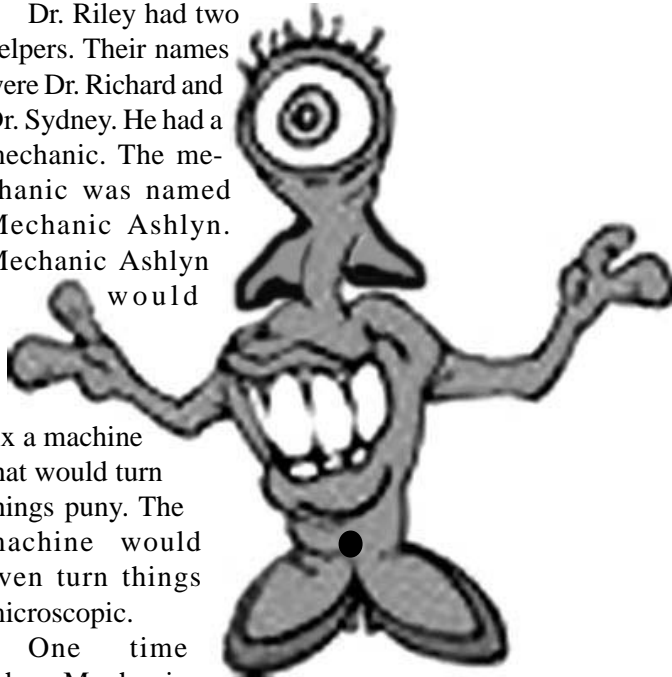 Dr. Riley had two
elpers. Their names
were Dr. Richard and
Dr. Sydney. He had a
mechanic. The me-
hanic was named
Mechanic Ashlyn.
Mechanic Ashlyn
would
ix a machine
hat would turn
hings puny. The
machine would
ven turn things
microscopic.
One time